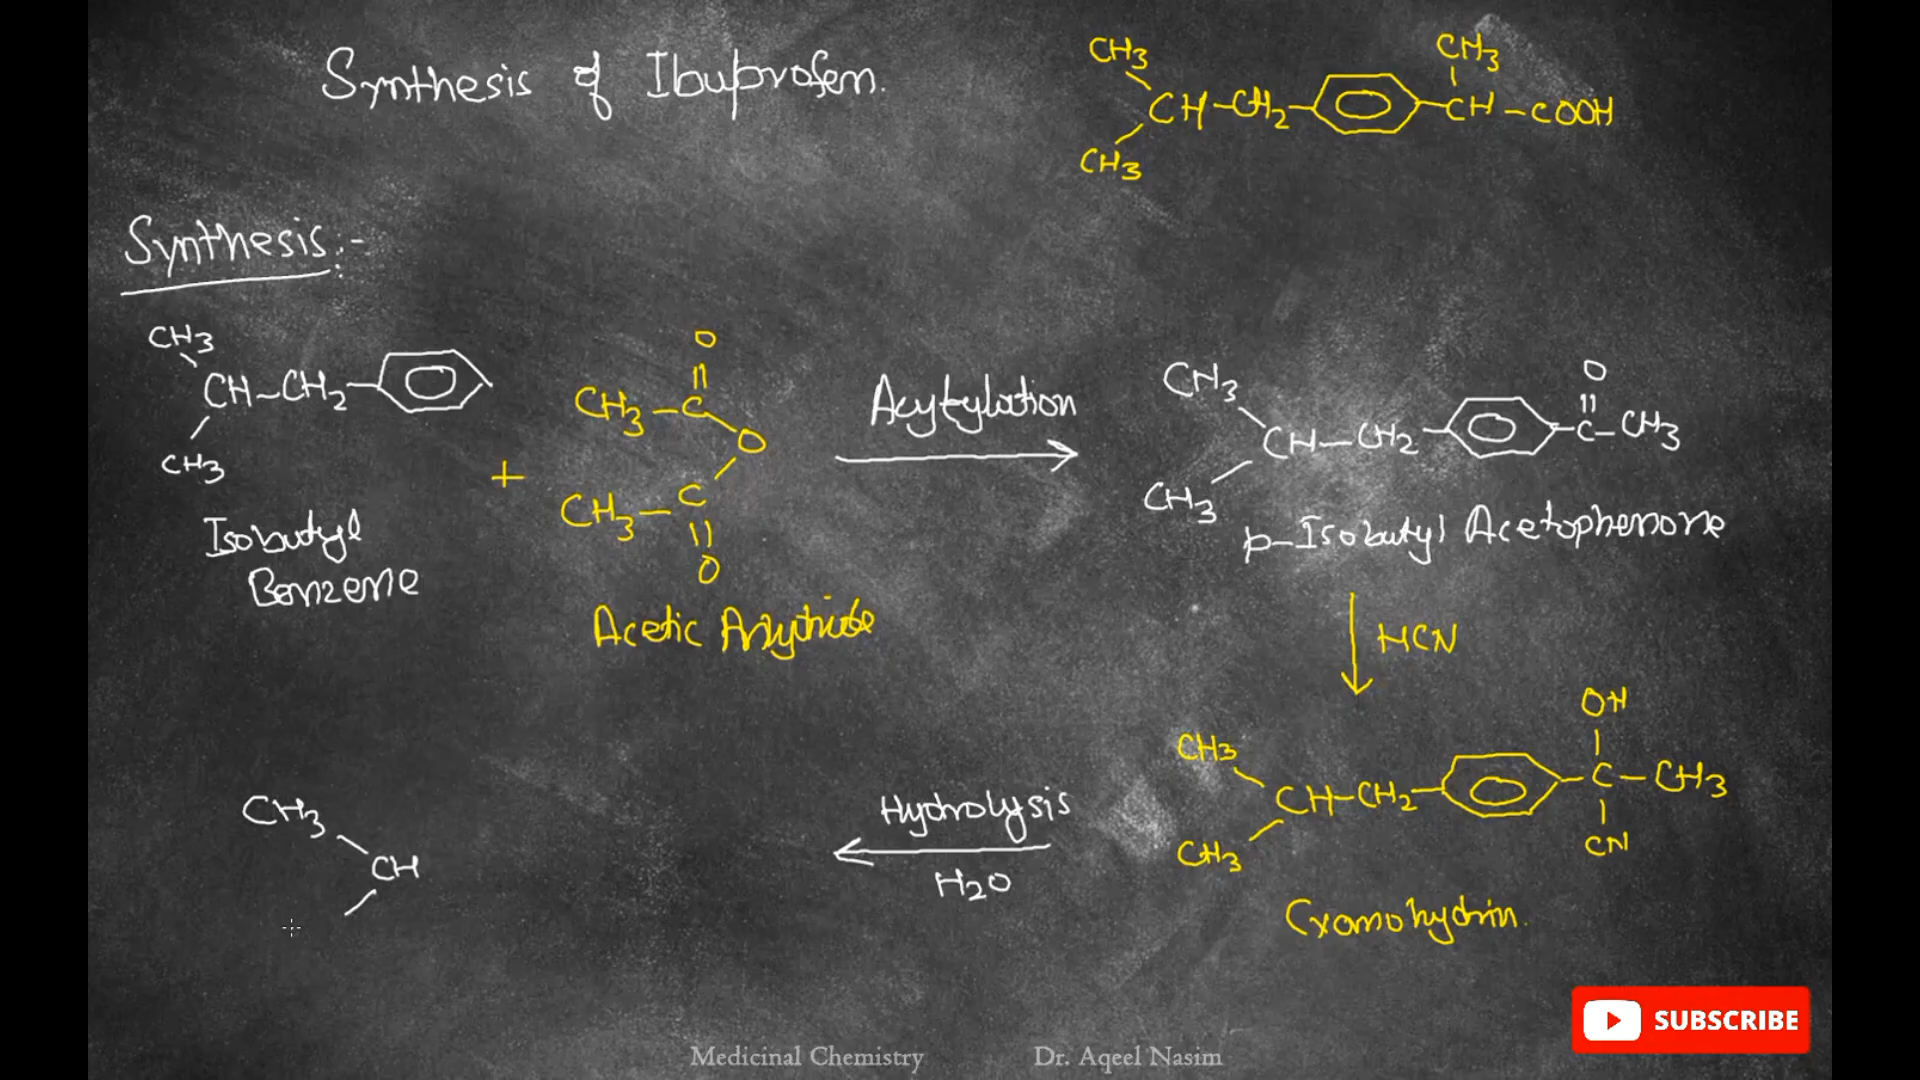 Synthesis of Ibuprofen.
CH3
CH3
CH-CH2-
-CH-COOH
CH3
Synthesis:-
CH3
CH-CH2-
CH3
Isobutyl
Benzene
+
O
CH3-C
O
CH3-C
O
Acetic Anhydride
Acytylation
CH3
O
CH-CH2-
-C-CH3
CH3
p-Isobutyl Acetophenone
HCN
OH
CH3
CH-CH2-
-C-CH3
CH3
CN
Cyanohydrin.
Hydrolysis
H2O
CH3
CH
Medicinal Chemistry Dr. Aqeel Nasim
SUBSCRIBE